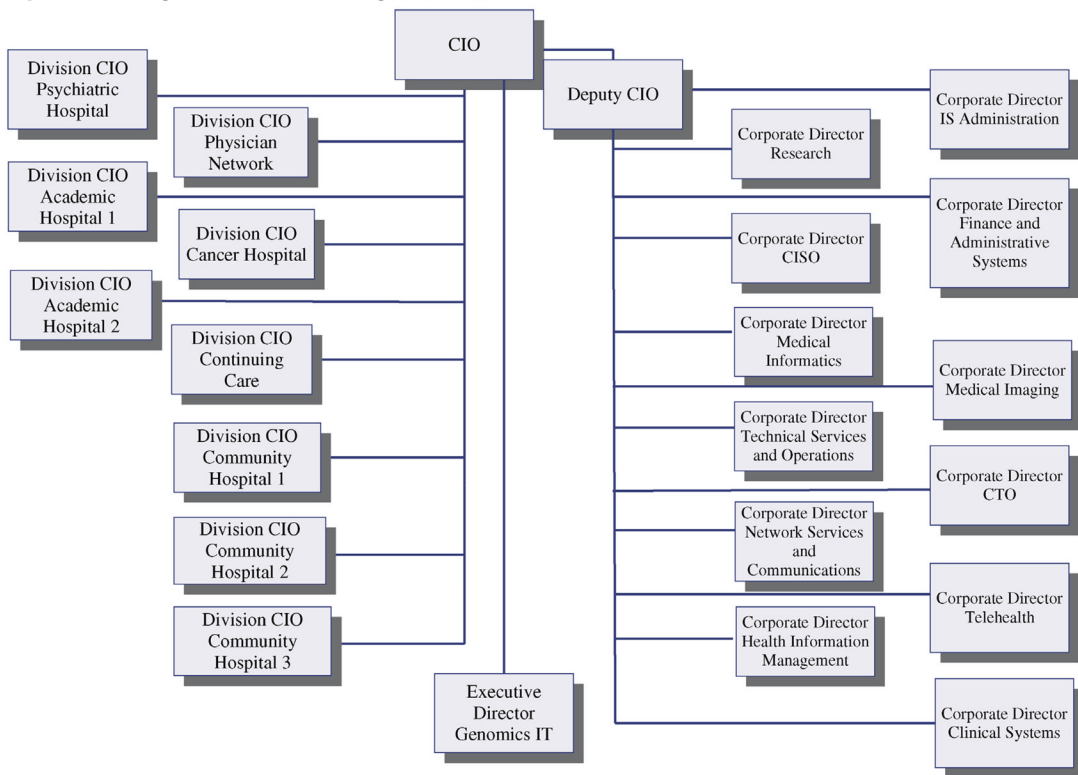 CIO
Deputy CIO
Division CIO
Psychiatric
Hospital
Division CIO
Physician
Network
Division CIO
Academic
Hospital 1
Division CIO
Cancer Hospital
Division CIO
Academic
Hospital 2
Division CIO
Continuing
Care
Division CIO
Community
Hospital 1
Division CIO
Community
Hospital 2
Division CIO
Community
Hospital 3
Executive
Director
Genomics IT
Corporate Director
IS Administration
Corporate Director
Research
Corporate Director
Finance and
Administrative
Systems
Corporate Director
CISO
Corporate Director
Medical
Informatics
Corporate Director
Medical Imaging
Corporate Director
Technical Services
and Operations
Corporate Director
CTO
Corporate Director
Network Services
and
Communications
Corporate Director
Telehealth
Corporate Director
Health Information
Management
Corporate Director
Clinical Systems